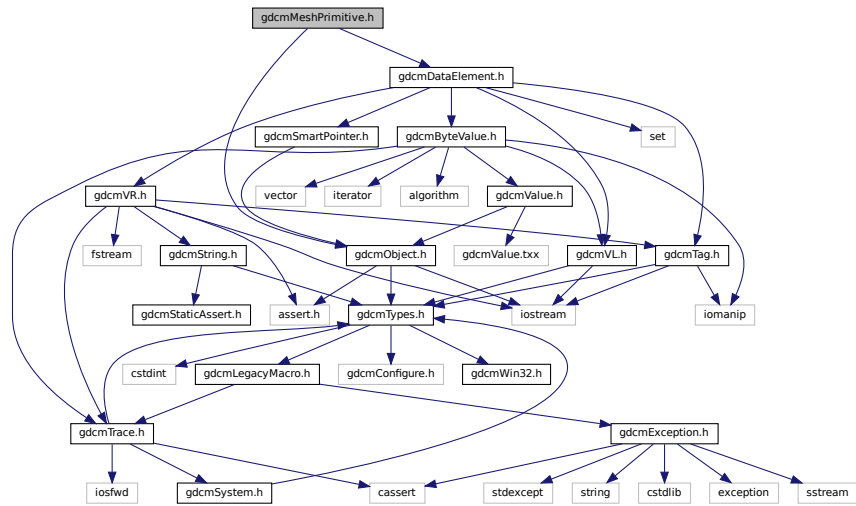 gdcmMeshPrimitive.h
gdcmDataElement.h
gdcmSmartPointer.h
gdcmByteValue.h
set
gdcmVR.h
vector
iterator
algorithm
gdcmValue.h
fstream
gdcmString.h
gdcmObject.h
gdcmValue.txx
gdcmVL.h
gdcmTag.h
gdcmStaticAssert.h
assert.h
gdcmTypes.h
iostream
iomanip
cstdint
gdcmLegacyMacro.h
gdcmConfigure.h
gdcmWin32.h
gdcmTrace.h
gdcmException.h
iosfwd
gdcmSystem.h
cassert
stdexcept
string
cstdlib
exception
sstream